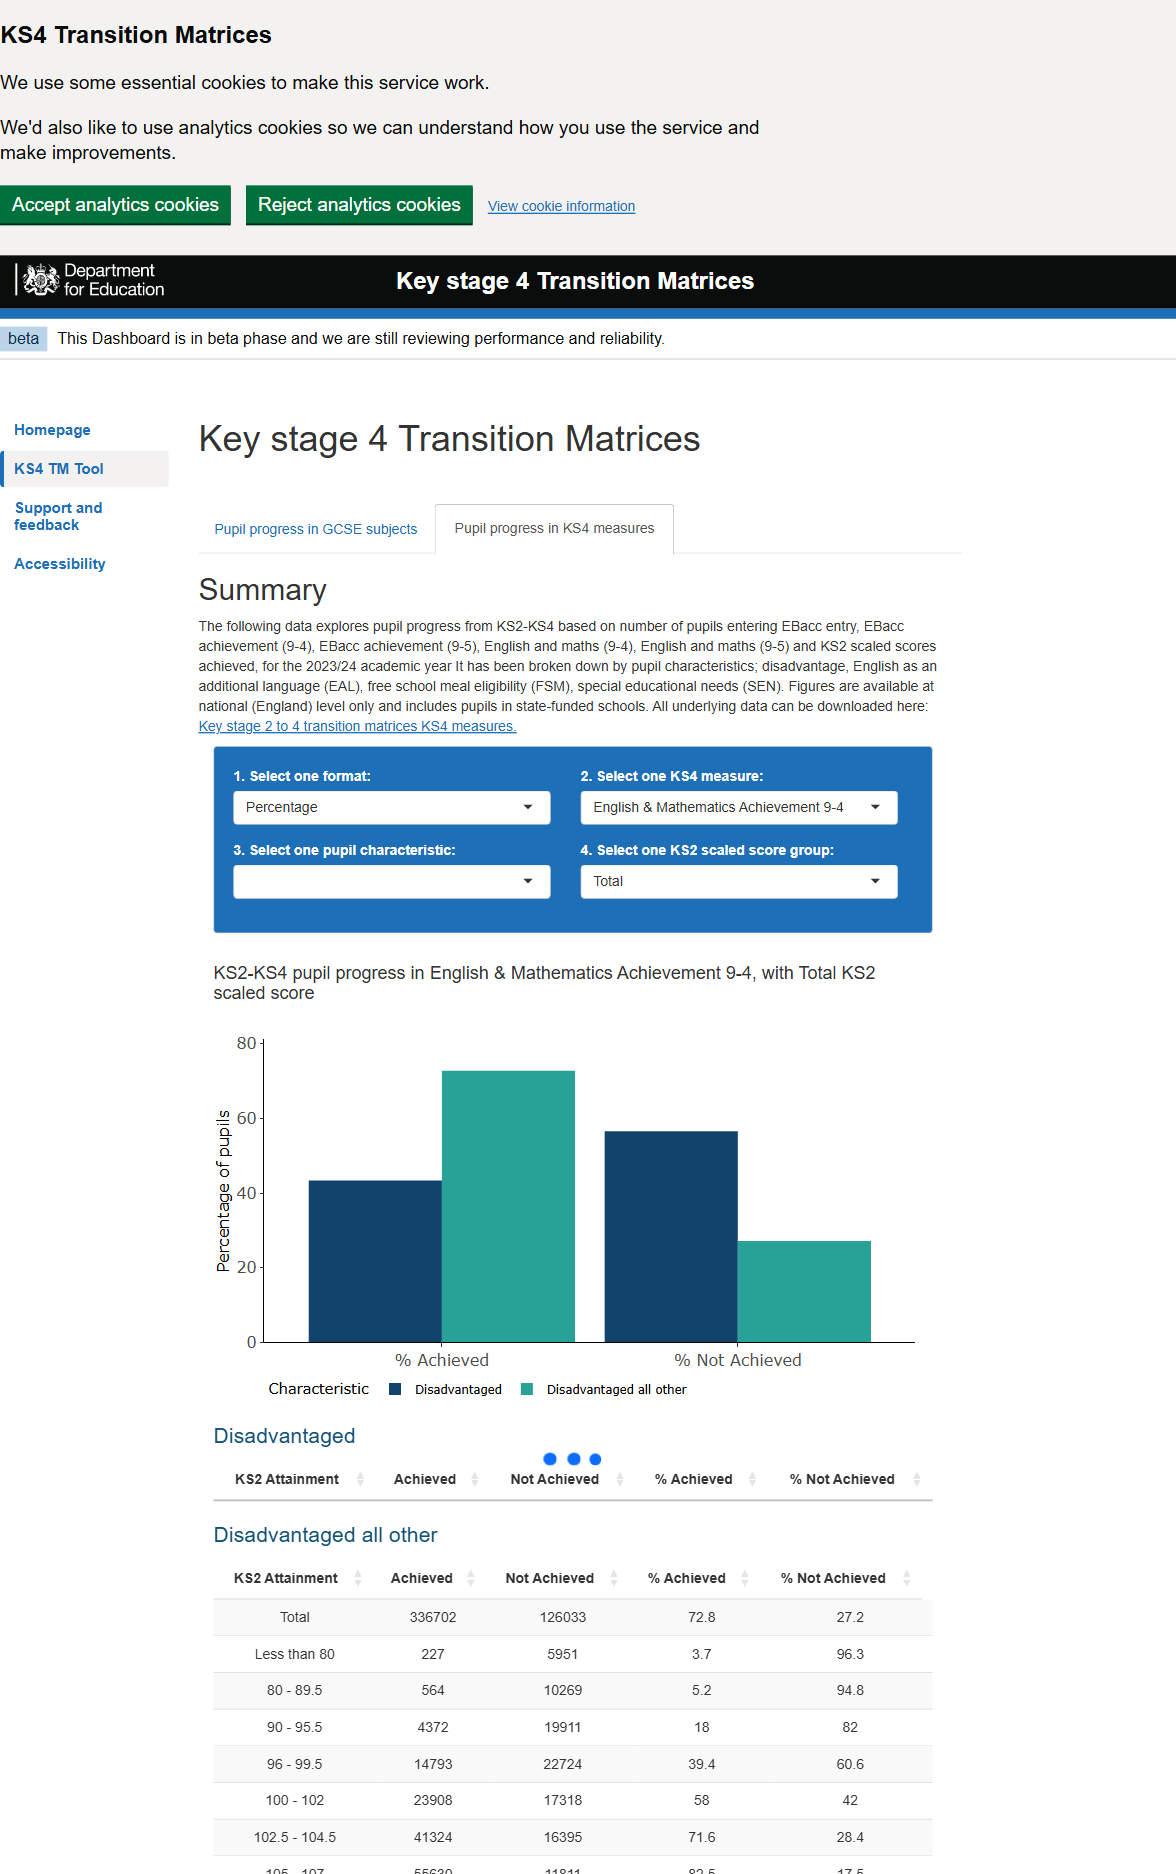 KS4 Transition Matrices
We use some essential cookies to make this service work.
We'd also like to use analytics cookies so we can understand how you use the service and
make improvements.
Accept analytics cookies Reject analytics cookies View cookie information
Department
for Education
Key stage 4 Transition Matrices
beta This Dashboard is in beta phase and we are still reviewing performance and reliability.
Homepage
KS4 TM Tool
Support and
feedback
Accessibility
Key stage 4 Transition Matrices
Pupil progress in GCSE subjects Pupil progress in KS4 measures
Summary
The following data explores pupil progress from KS2-KS4 based on number of pupils entering EBacc entry, EBacc
achievement (9-4), EBacc achievement (9-5), English and maths (9-4), English and maths (9-5) and KS2 scaled scores
achieved, for the 2023/24 academic year It has been broken down by pupil characteristics; disadvantage, English as an
additional language (EAL), free school meal eligibility (FSM), special educational needs (SEN). Figures are available at
national (England) level only and includes pupils in state-funded schools. All underlying data can be downloaded here:
Key stage 2 to 4 transition matrices KS4 measures.
1. Select one format: 2. Select one KS4 measure:
Percentage English & Mathematics Achievement 9-4
3. Select one pupil characteristic: 4. Select one KS2 scaled score group:
Total
KS2-KS4 pupil progress in English & Mathematics Achievement 9-4, with Total KS2
scaled score
Percentage of pupils
80
60
40
20
0
% Achieved % Not Achieved
Characteristic Disadvantaged Disadvantaged all other
Disadvantaged
KS2 Attainment Achieved Not Achieved % Achieved % Not Achieved
Disadvantaged all other
KS2 Attainment Achieved Not Achieved % Achieved % Not Achieved
Total 336702 126033 72.8 27.2
Less than 80 227 5951 3.7 96.3
80 - 89.5 564 10269 5.2 94.8
90 - 95.5 4372 19911 18 82
96 - 99.5 14793 22724 39.4 60.6
100 - 102 23908 17318 58 42
102.5 - 104.5 41324 16395 71.6 28.4
105 - 107 55630 11811 82.5 17.5